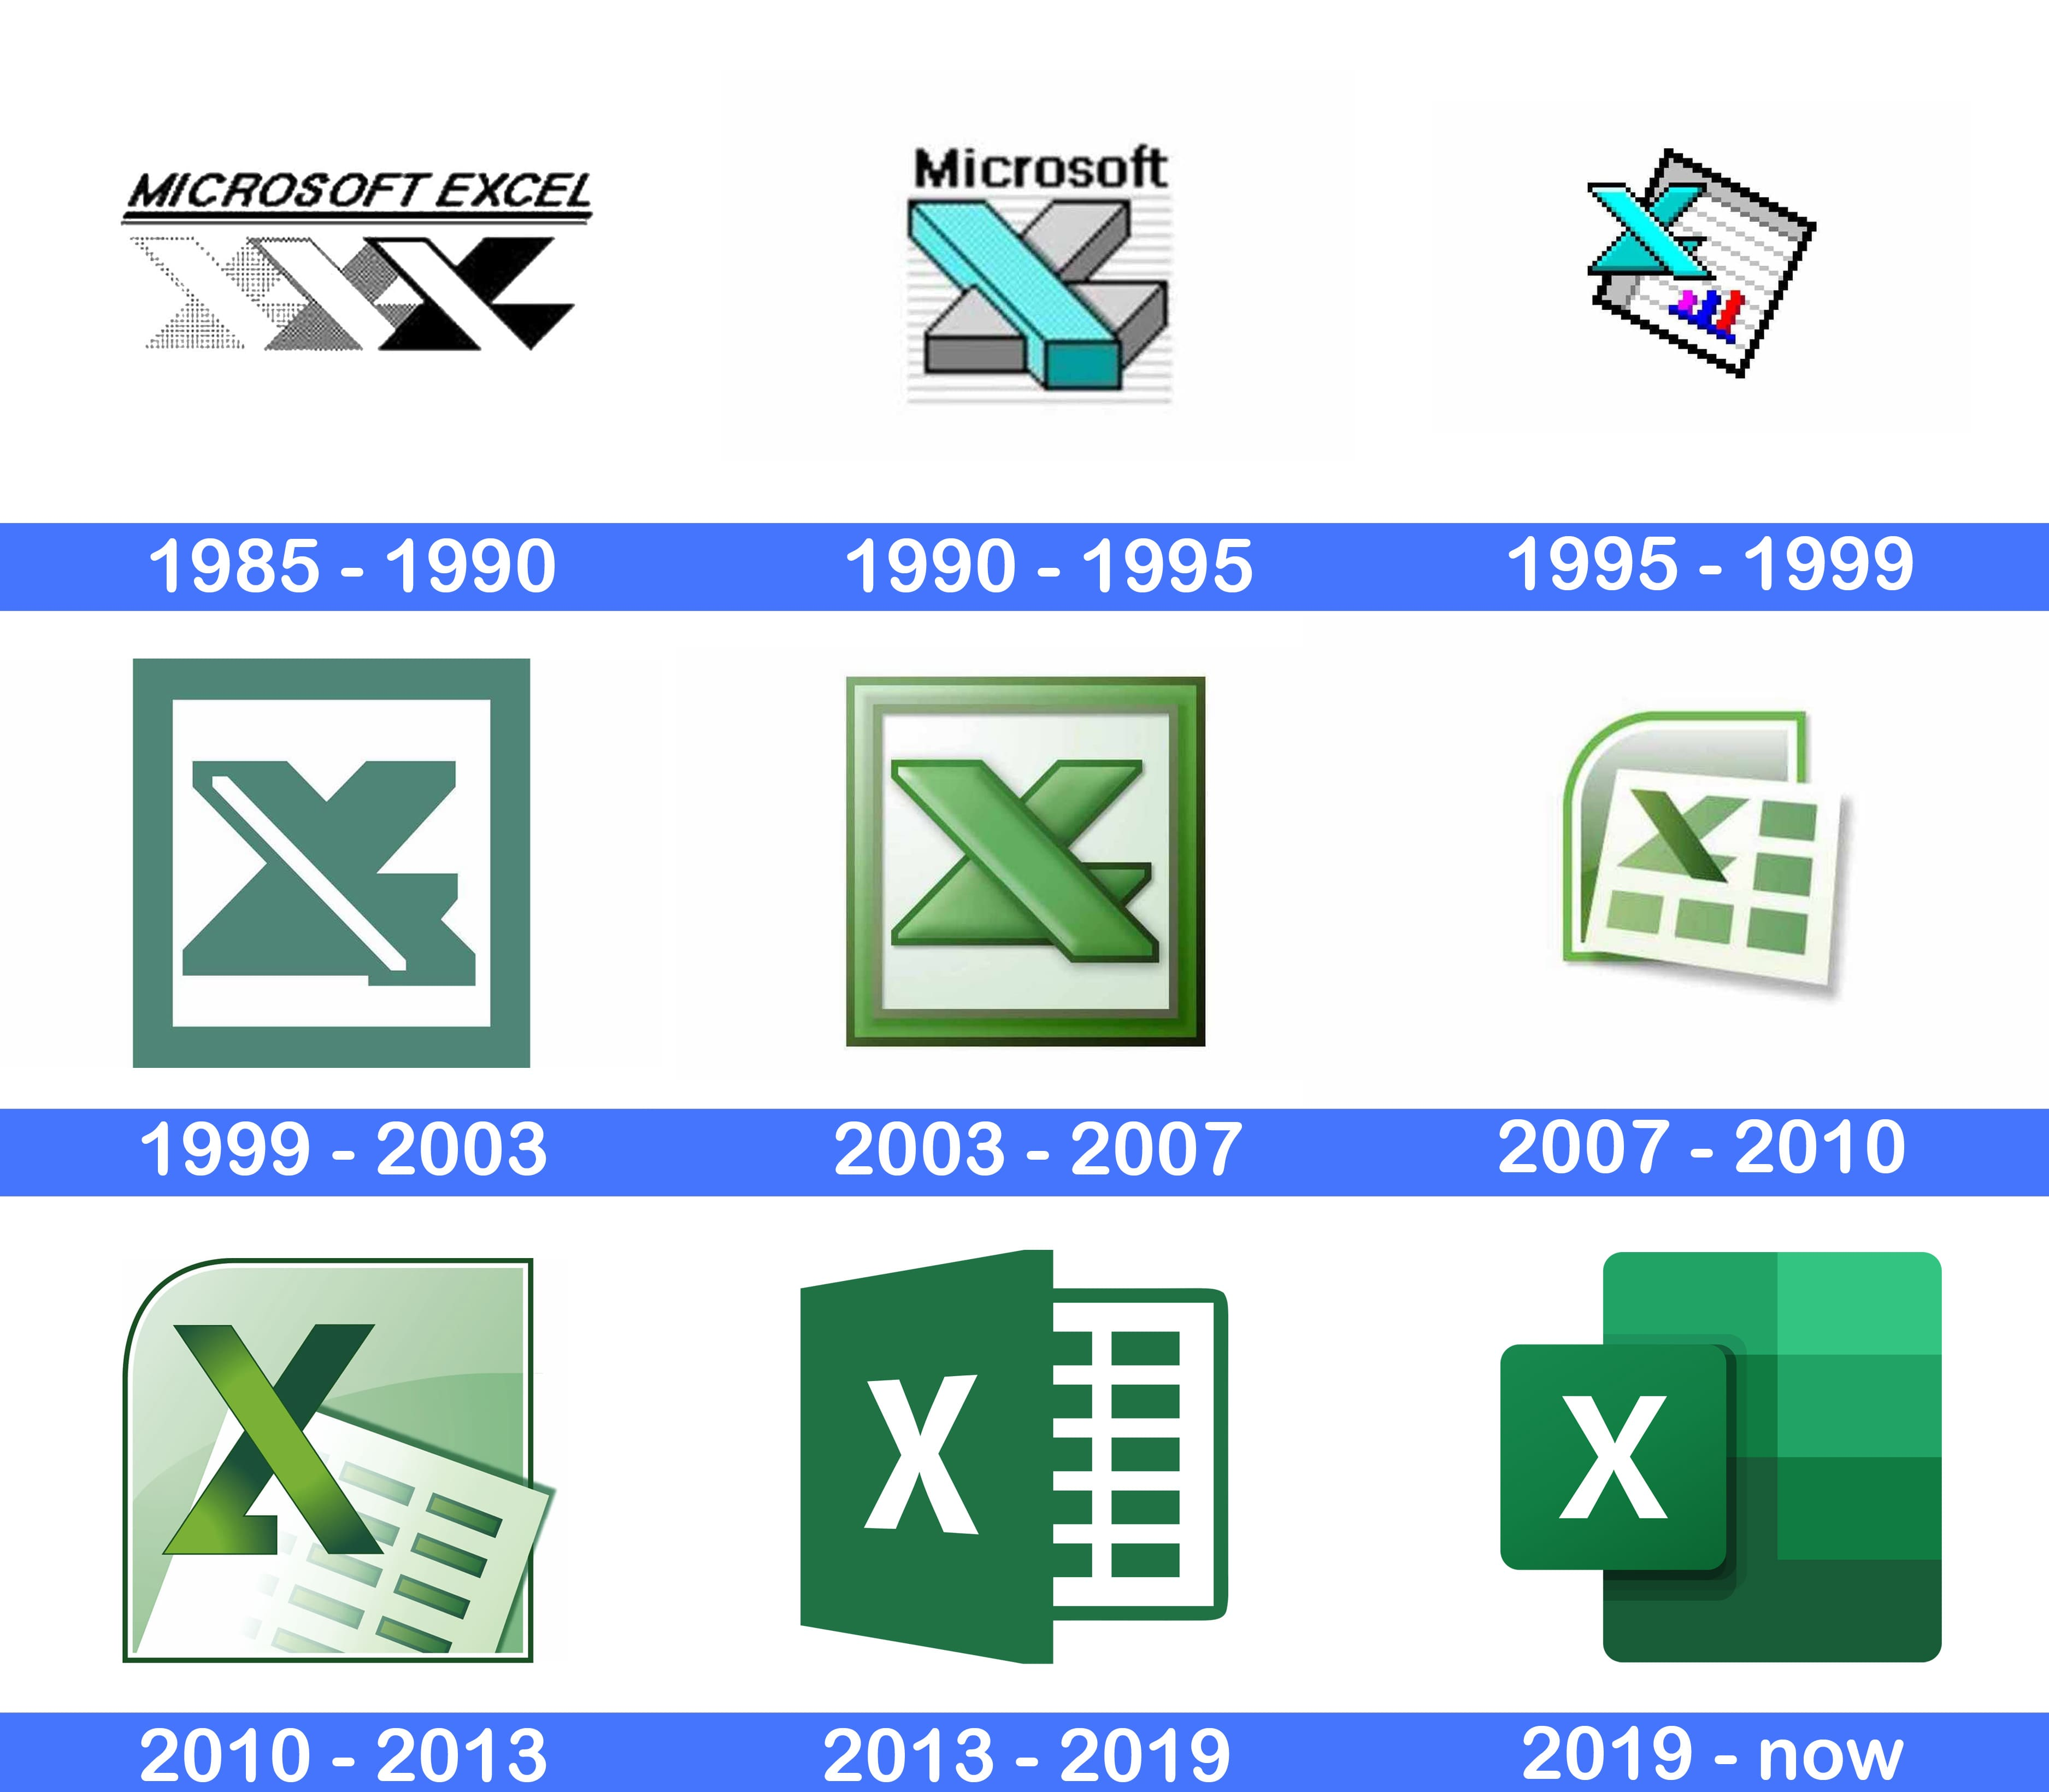 MICROSOFT EXCEL
Microsoft
1985 - 1990
1990 - 1995
1995 - 1999
1999 - 2003
2003 - 2007
2007 - 2010
X
X
2010 - 2013
2013 - 2019
2019 - now